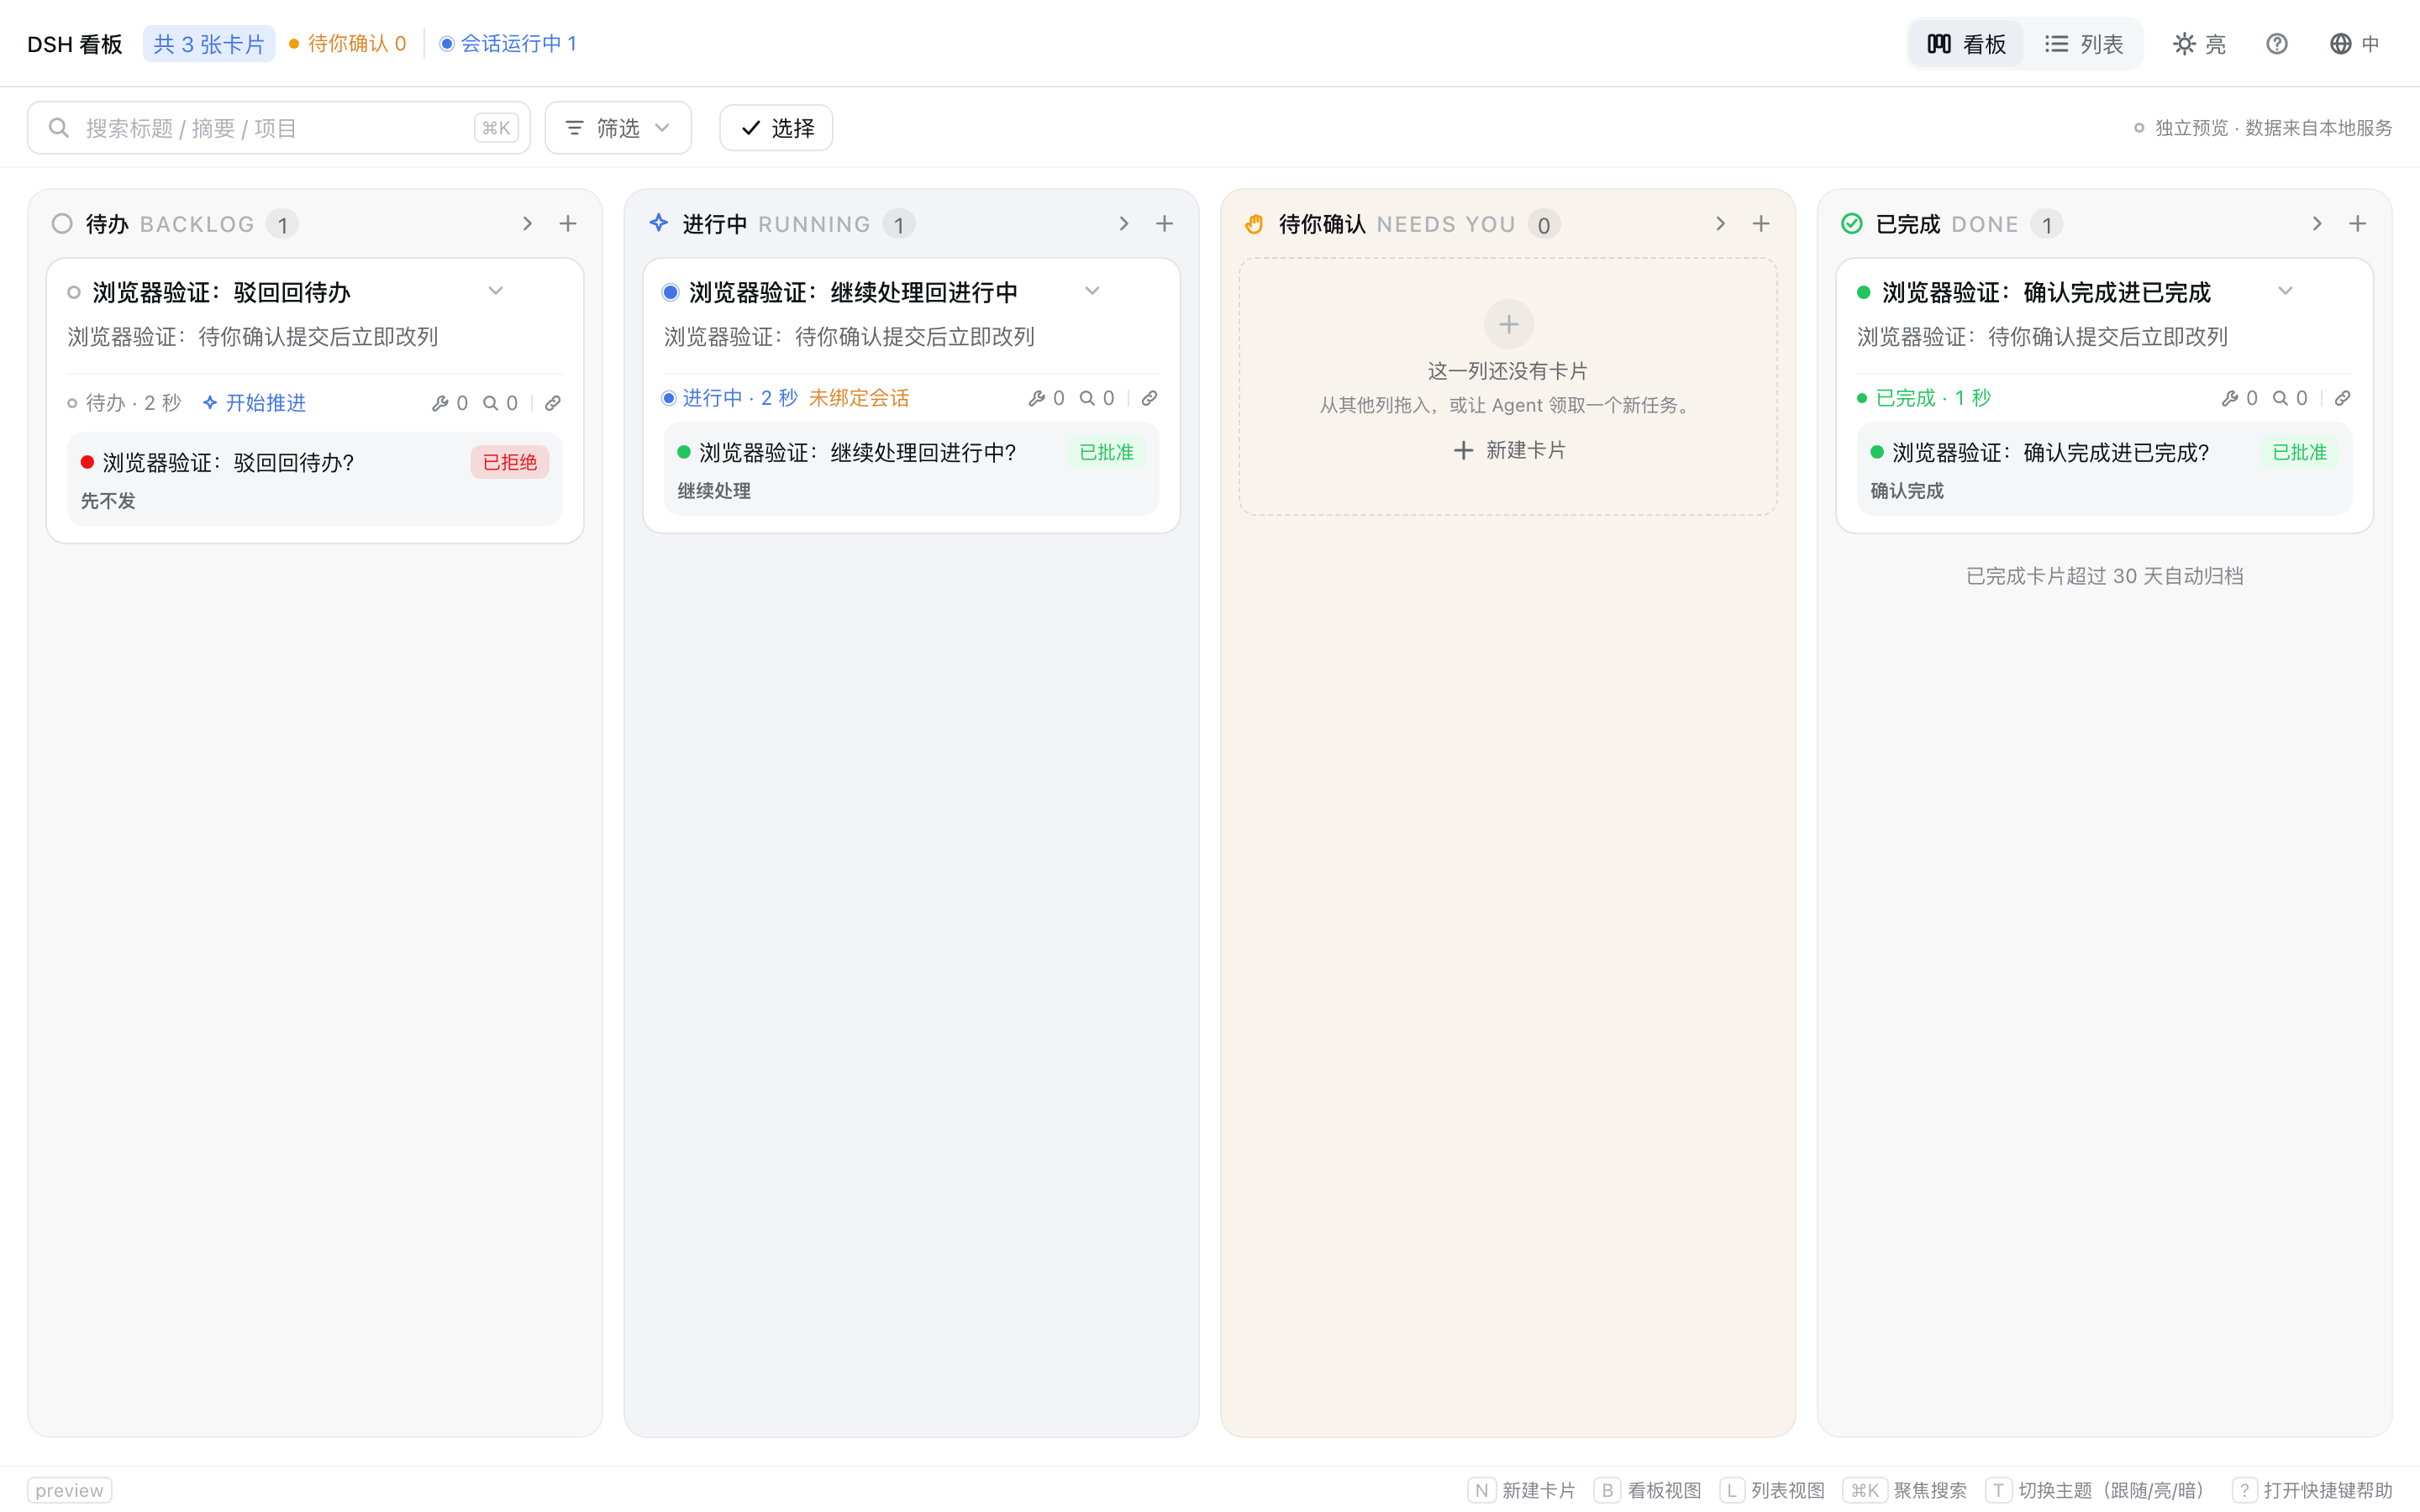 DSH 看板 共 3 张卡片 待你确认 0 会话运行中 1
看板 列表 亮 中
搜索标题 / 摘要 / 项目 ⌘K 筛选 选择
独立预览 · 数据来自本地服务
待办 BACKLOG 1
浏览器验证：驳回回待办
浏览器验证：待你确认提交后立即改列
待办 · 2 秒 开始推进 0 0
浏览器验证：驳回回待办? 已拒绝
先不发
进行中 RUNNING 1
浏览器验证：继续处理回进行中
浏览器验证：待你确认提交后立即改列
进行中 · 2 秒 未绑定会话 0 0
浏览器验证：继续处理回进行中? 已批准
继续处理
待你确认 NEEDS YOU 0
这一列还没有卡片
从其他列拖入，或让 Agent 领取一个新任务。
新建卡片
已完成 DONE 1
浏览器验证：确认完成进已完成
浏览器验证：待你确认提交后立即改列
已完成 · 1 秒 0 0
浏览器验证：确认完成进已完成? 已批准
确认完成
已完成卡片超过 30 天自动归档
preview
N 新建卡片 B 看板视图 L 列表视图 ⌘K 聚焦搜索 T 切换主题（跟随/亮/暗） ? 打开快捷键帮助